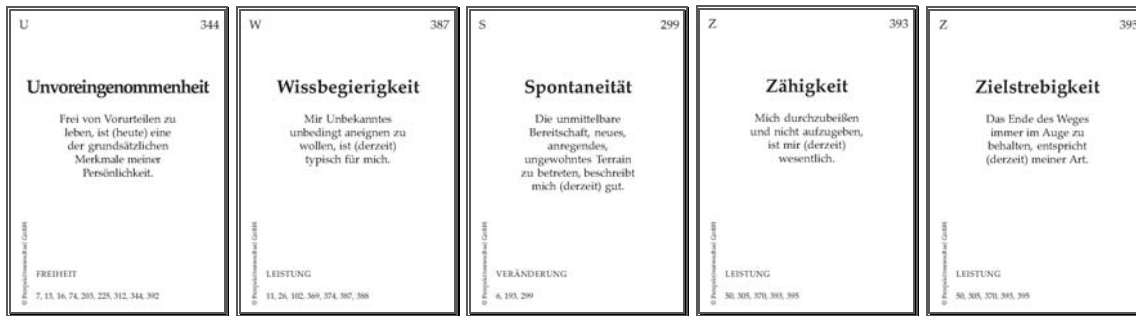 U 344
Unvoreingenommenheit
Frei von Vorurteilen zu
leben, ist (heute) eine
der grundsätzlichen
Merkmale meiner
Persönlichkeit.
FREIHEIT
7, 13, 16, 74, 203, 225, 312, 344, 392
W 387
Wissbegierigkeit
Mir Unbekanntes
unbedingt aneignen zu
wollen, ist (derzeit)
typisch für mich.
LEISTUNG
11, 26, 102, 369, 374, 387, 388
S 299
Spontaneität
Die unmittelbare
Bereitschaft, neues,
anregendes,
ungewohntes Terrain
zu betreten, beschreibt
mich (derzeit) gut.
VERÄNDERUNG
6, 193, 299
Z 393
Zähigkeit
Mich durchzubeißen
und nicht aufzugeben,
ist mir (derzeit)
wesentlich.
LEISTUNG
50, 305, 370, 393, 395
Z 395
Zielstrebigkeit
Das Ende des Weges
immer im Auge zu
behalten, entspricht
(derzeit) meiner Art.
LEISTUNG
50, 305, 370, 393, 395